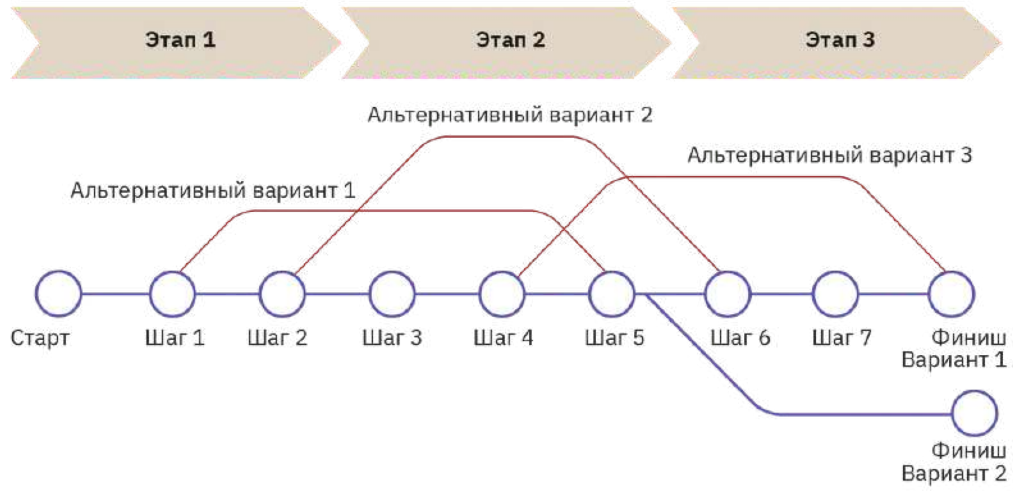 Этап 1
Этап 2
Этап 3
Альтернативный вариант 2
Альтернативный вариант 3
Альтернативный вариант 1
Старт
Шаг 1
Шаг 2
Шаг 3
Шаг 4
Шаг 5
Шаг 6
Шаг 7
Финиш
Вариант 1
Финиш
Вариант 2